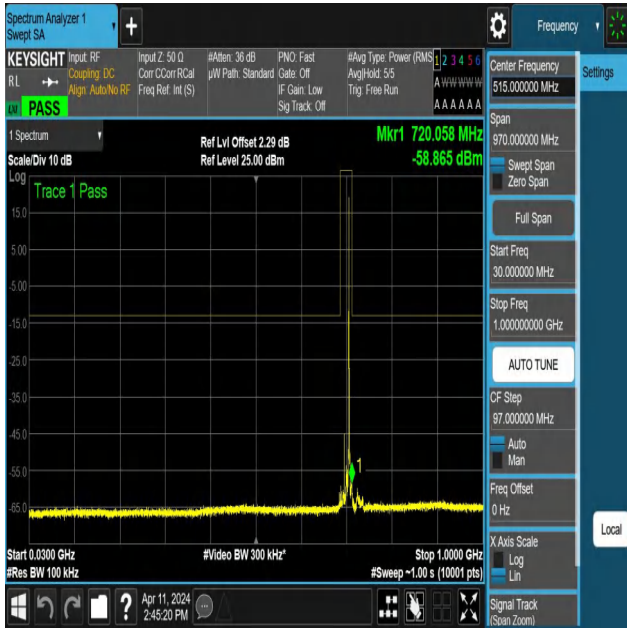 Spectrum Analyzer 1
Swept SA
+
Frequency
KEYSIGHT
RL
PASS
Input: RF
Coupling: DC
Align: Auto/No RF
Input Z: 50 Ω
Corr CCorr RCal
Freq Ref: Int (S)
#Atten: 36 dB
µW Path: Standard
PNO: Fast
Gate: Off
IF Gain: Low
Sig Track: Off
#Avg Type: Power (RMS
Avg|Hold: 5/5
Trig: Free Run
1 2 3 4 5 6
A W W W W W
A A A A A A
1 Spectrum
Scale/Div 10 dB
Ref Lvl Offset 2.29 dB
Ref Level 25.00 dBm
Mkr1 720.058 MHz
-58.865 dBm
Log
Trace 1 Pass
15.0
5.00
-5.00
-15.0
-25.0
-35.0
-45.0
-55.0
-65.0
1
Start 0.0300 GHz
#Res BW 100 kHz
#Video BW 300 kHz*
Stop 1.0000 GHz
#Sweep ~1.00 s (10001 pts)
?
Apr 11, 2024
2:45:20 PM
Center Frequency
515.000000 MHz
Span
970.000000 MHz
Swept Span
Zero Span
Full Span
Start Freq
30.000000 MHz
Stop Freq
1.000000000 GHz
AUTO TUNE
CF Step
97.000000 MHz
Auto
Man
Freq Offset
0 Hz
X Axis Scale
Log
Lin
Signal Track
(Span Zoom)
Settings
Local